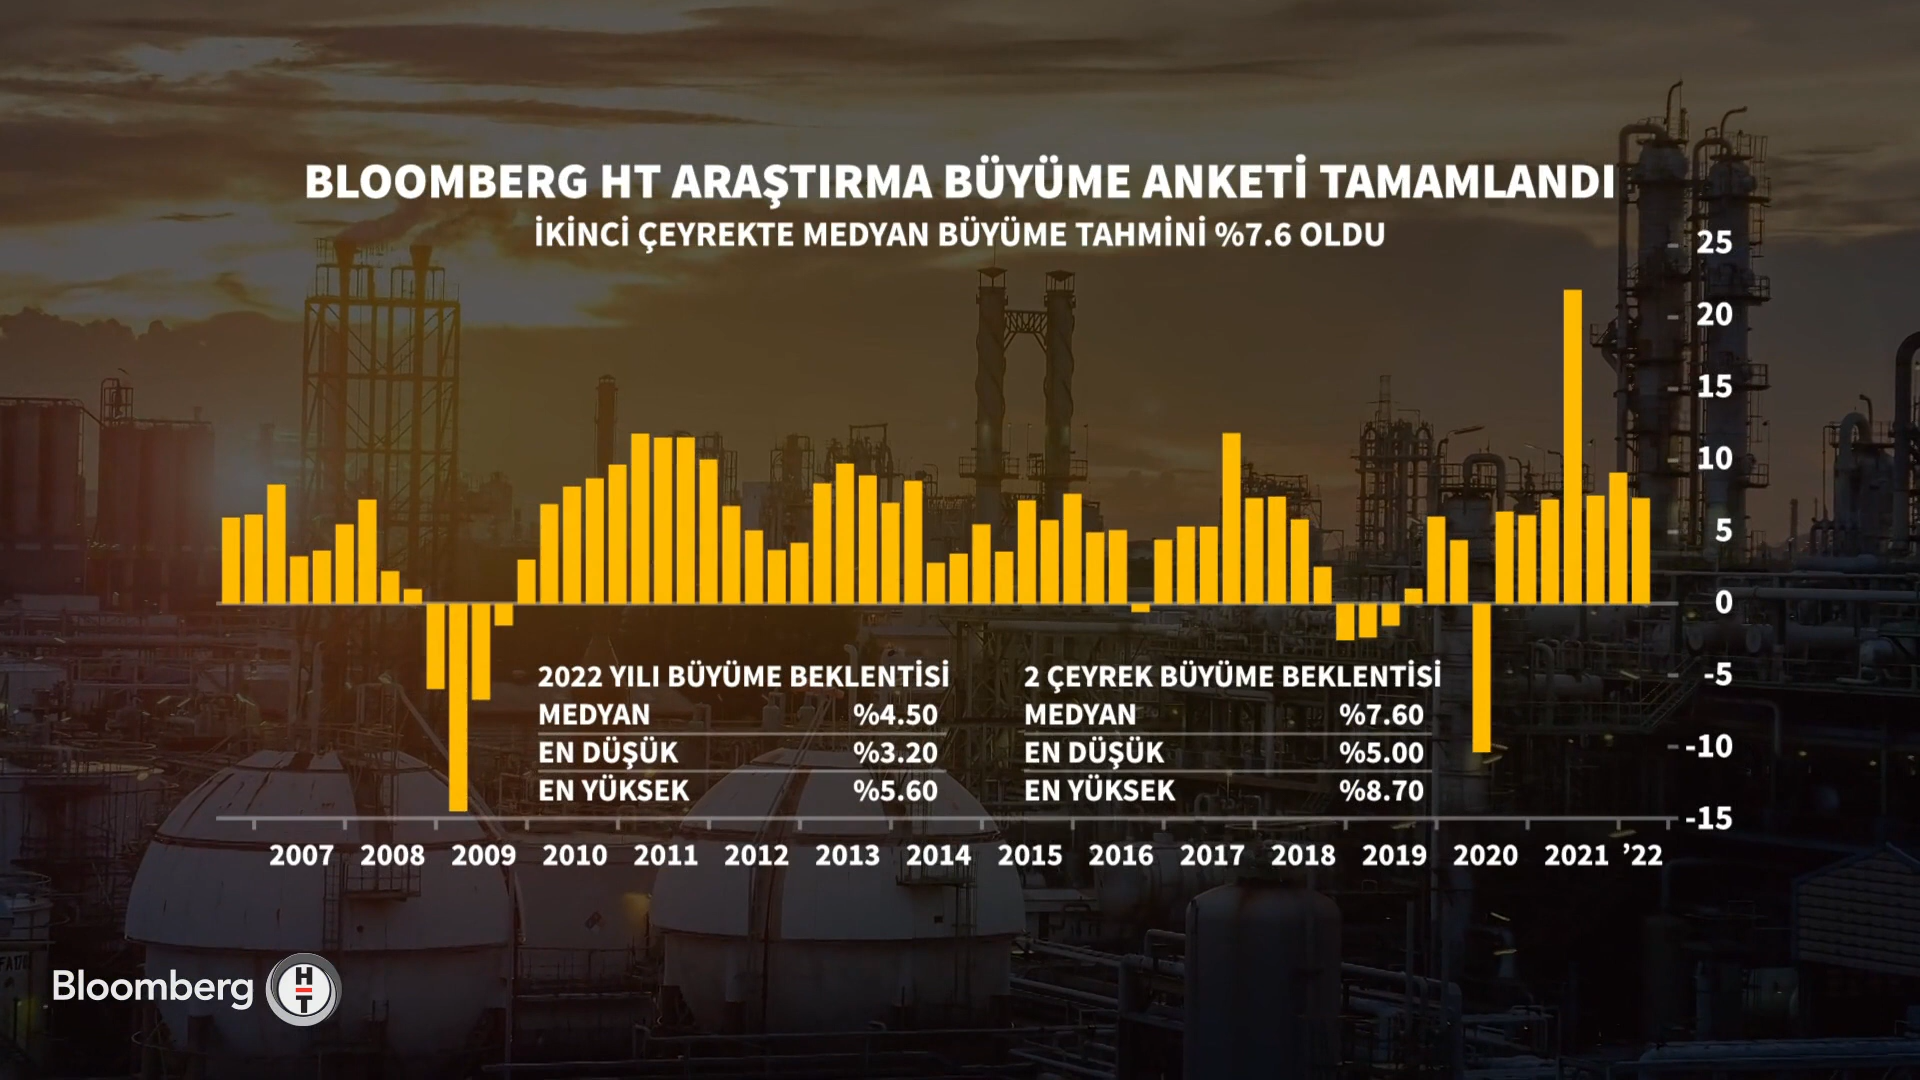 BLOOMBERG HT ARAŞTIRMA BÜYÜME ANKETİ TAMAMLANDI
İKİNCİ ÇEYREKTE MEDYAN BÜYÜME TAHMİNİ %7.6 OLDU
25
20
15
10
5
0
-5
-10
-15
2022 YILI BÜYÜME BEKLENTİSİ
MEDYAN %4.50
EN DÜŞÜK %3.20
EN YÜKSEK %5.60
2 ÇEYREK BÜYÜME BEKLENTİSİ
MEDYAN %7.60
EN DÜŞÜK %5.00
EN YÜKSEK %8.70
2007 2008 2009 2010 2011 2012 2013 2014 2015 2016 2017 2018 2019 2020 2021 ’22
Bloomberg HT